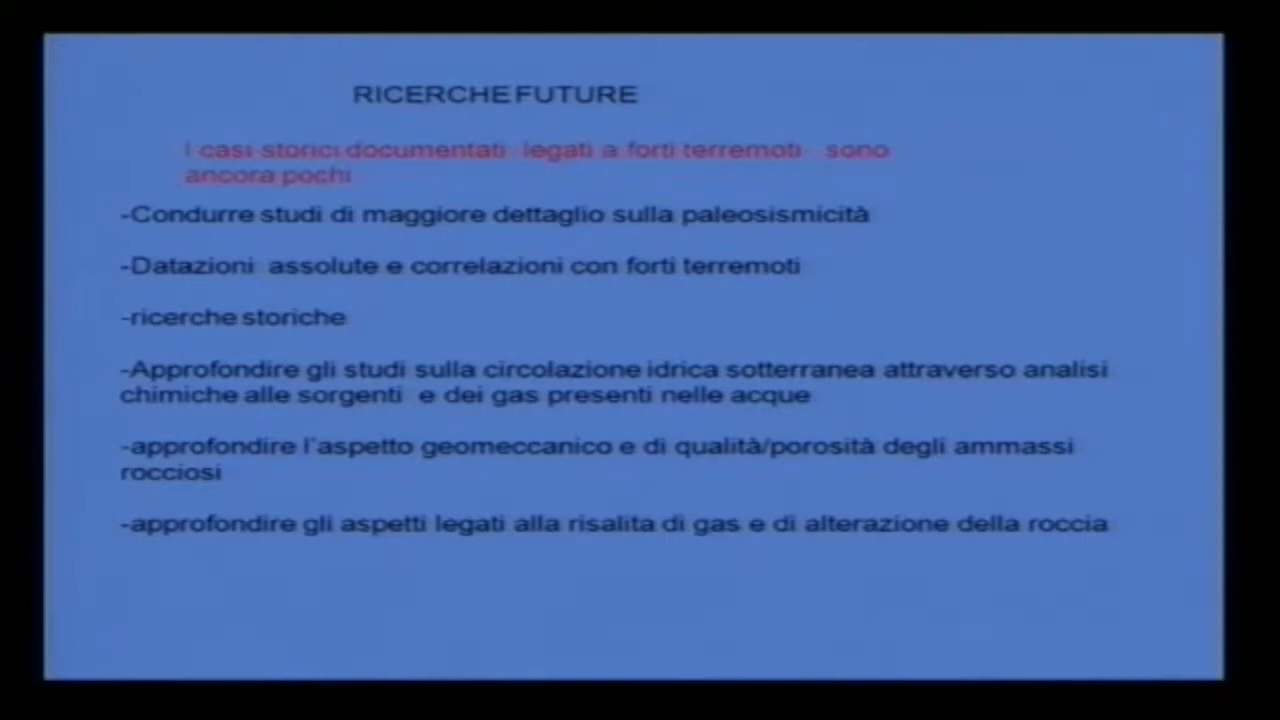 RICERCHE FUTURE
I casi storici documentati legati a forti terremoti sono
ancora pochi
-Condurre studi di maggiore dettaglio sulla paleosismicità
-Datazioni assolute e correlazioni con forti terremoti
-ricerche storiche
-Approfondire gli studi sulla circolazione idrica sotterranea attraverso analisi
chimiche alle sorgenti e dei gas presenti nelle acque
-approfondire l'aspetto geomeccanico e di qualità/porosità degli ammassi
rocciosi
-approfondire gli aspetti legati alla risalita di gas e di alterazione della roccia